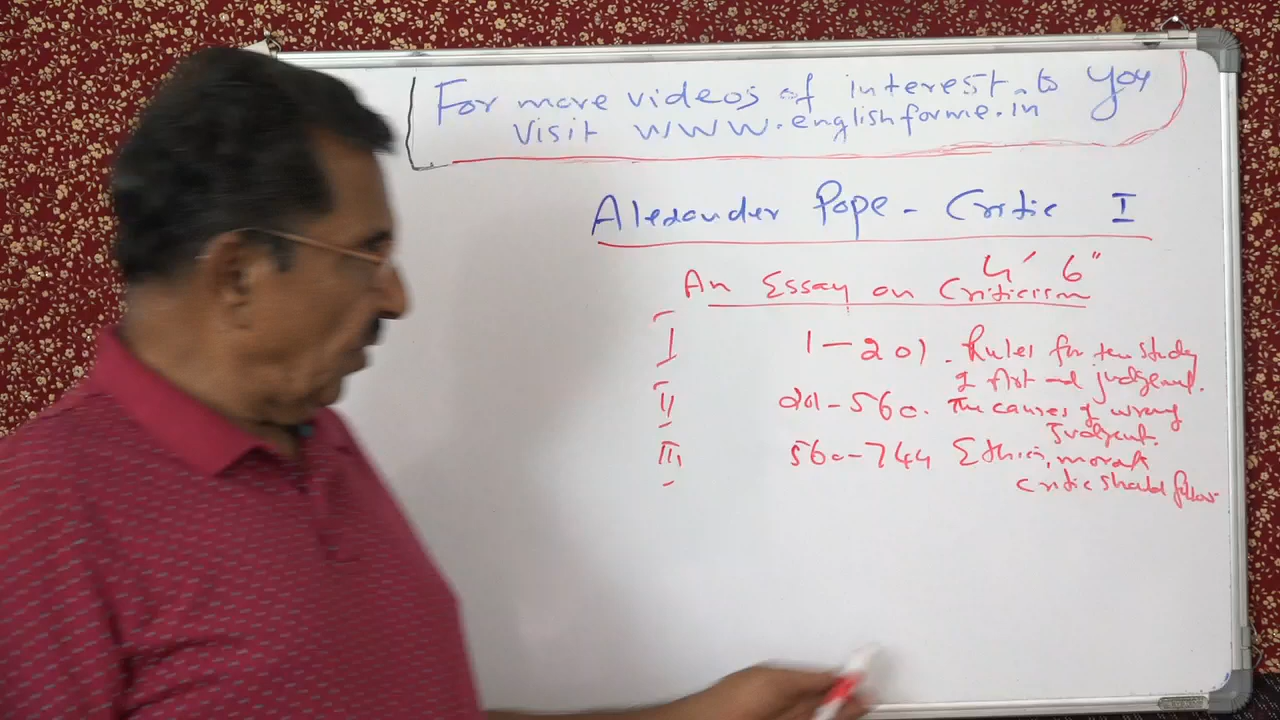 For more videos of interest to you
Visit www.englishforme.in
Alexander Pope - Critic I
4' 6"
An Essay on Criticism
I 1-201. Rules for the study
of Art and judgement.
II 201-560. The causes of wrong
Judgent.
III 560-744 Ethics, morals
critic should follow